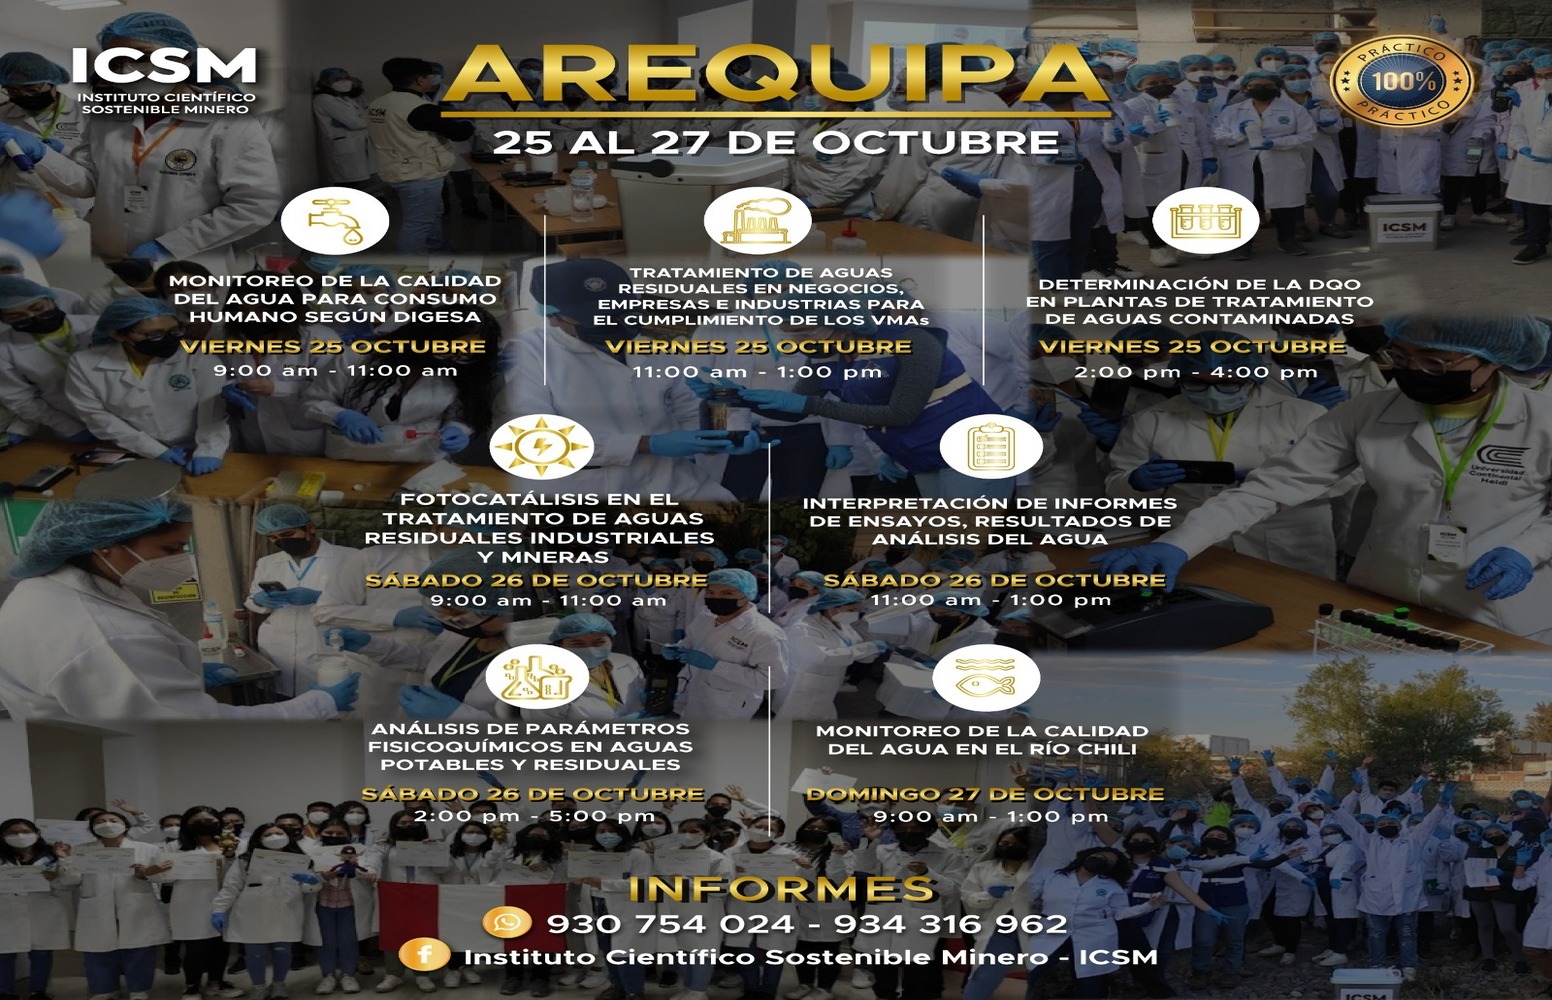 ICSM
INSTITUTO CIENTÍFICO
SOSTENIBLE MINERO
AREQUIPA
25 AL 27 DE OCTUBRE
PRÁCTICO
100%
PRÁCTICO
MONITOREO DE LA CALIDAD
DEL AGUA PARA CONSUMO
HUMANO SEGÚN DIGESA
VIERNES 25 OCTUBRE
9:00 am - 11:00 am
TRATAMIENTO DE AGUAS
RESIDUALES EN NEGOCIOS,
EMPRESAS E INDUSTRIAS PARA
EL CUMPLIMIENTO DE LOS VMAs
VIERNES 25 OCTUBRE
11:00 am - 1:00 pm
DETERMINACIÓN DE LA DQO
EN PLANTAS DE TRATAMIENTO
DE AGUAS CONTAMINADAS
VIERNES 25 OCTUBRE
2:00 pm - 4:00 pm
FOTOCATÁLISIS EN EL
TRATAMIENTO DE AGUAS
RESIDUALES INDUSTRIALES
Y MNERAS
SÁBADO 26 DE OCTUBRE
9:00 am - 11:00 am
INTERPRETACIÓN DE INFORMES
DE ENSAYOS, RESULTADOS DE
ANÁLISIS DEL AGUA
SÁBADO 26 DE OCTUBRE
11:00 am - 1:00 pm
ANÁLISIS DE PARÁMETROS
FISICOQUÍMICOS EN AGUAS
POTABLES Y RESIDUALES
SÁBADO 26 DE OCTUBRE
2:00 pm - 5:00 pm
MONITOREO DE LA CALIDAD
DEL AGUA EN EL RÍO CHILI
DOMINGO 27 DE OCTUBRE
9:00 am - 1:00 pm
INFORMES
930 754 024 - 934 316 962
Instituto Científico Sostenible Minero - ICSM
ICSM
Universidad
Continental
Heidi
ICSM
ICSM